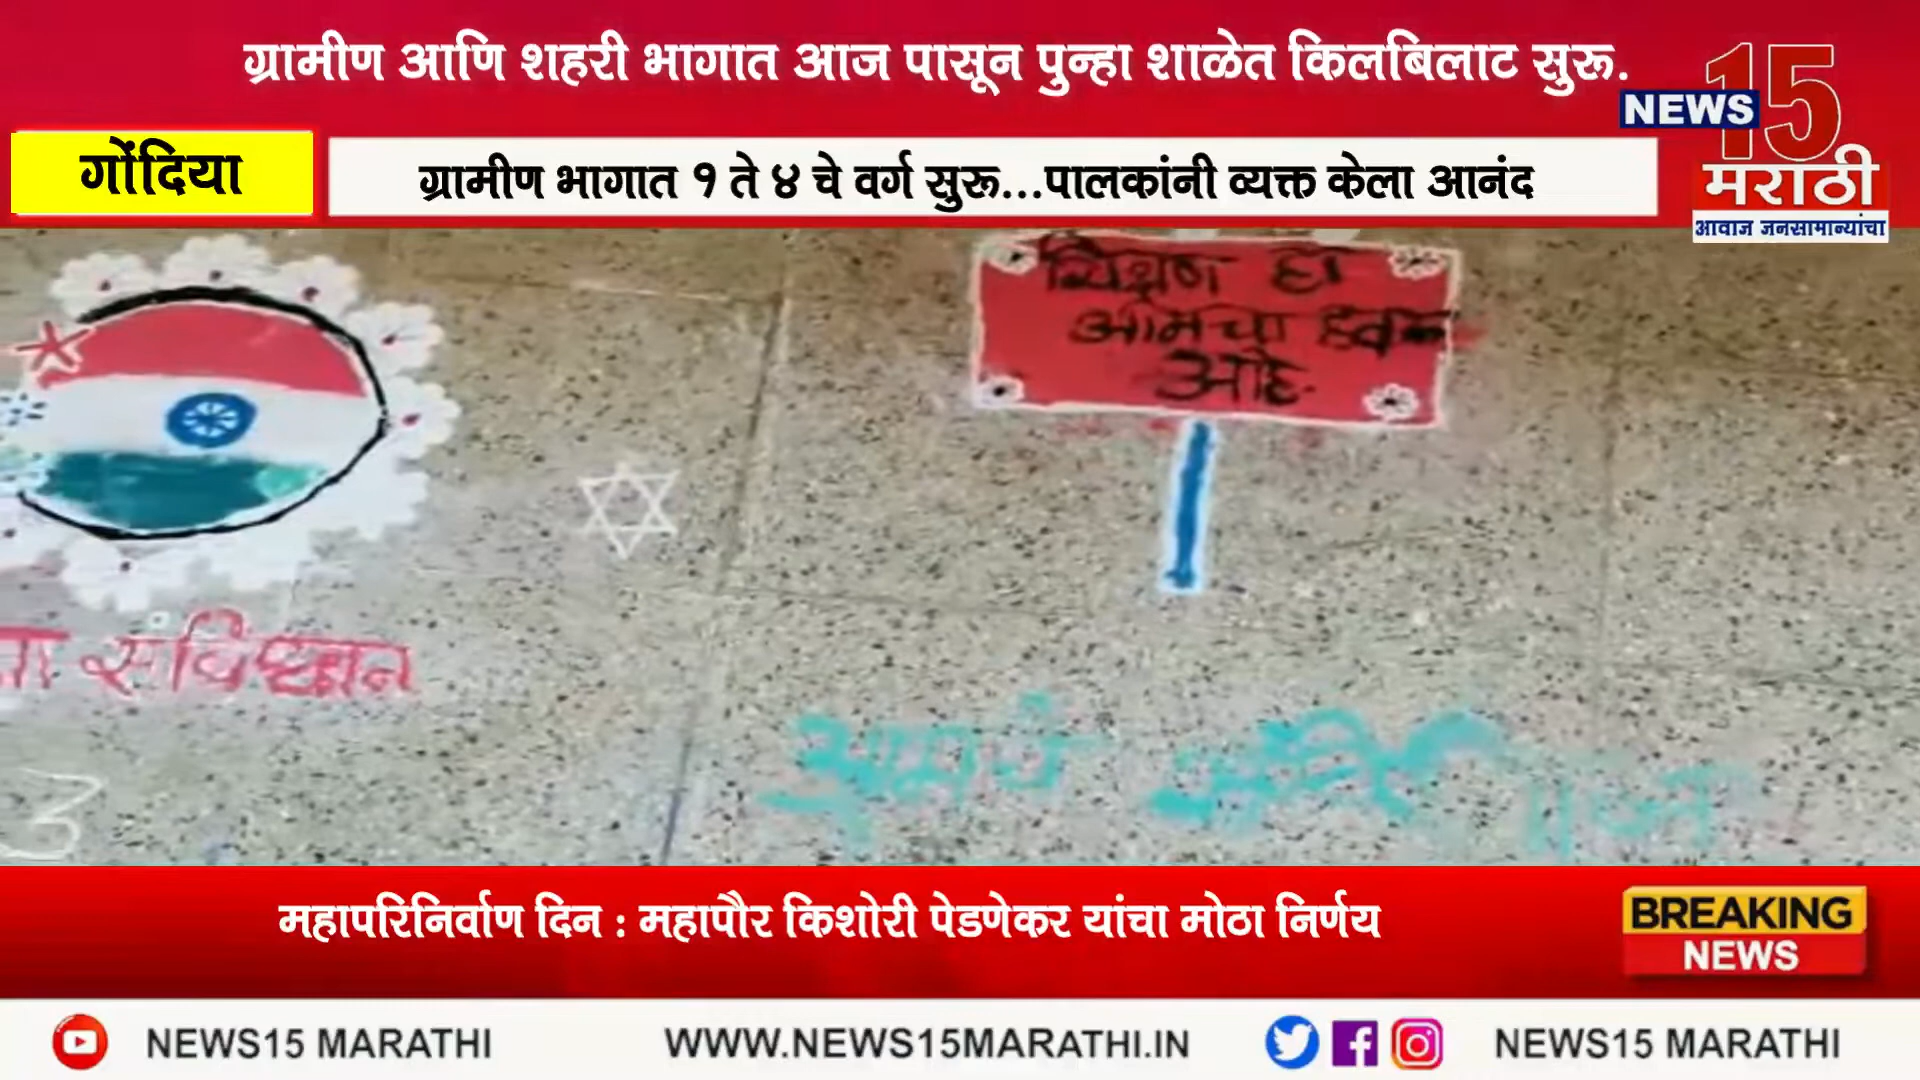 ग्रामीण आणि शहरी भागात आज पासून पुन्हा शाळेत किलबिलाट सुरू.
NEWS 15
मराठी
आवाज जनसामान्यांचा
गोंदिया
ग्रामीण भागात १ ते ४ चे वर्ग सुरू...पालकांनी व्यक्त केला आनंद
शिक्षण हा
आमचा हक्क
आहे.
संविधान
महापरिनिर्वाण दिन : महापौर किशोरी पेडणेकर यांचा मोठा निर्णय
BREAKING
NEWS
NEWS15 MARATHI
WWW.NEWS15MARATHI.IN
NEWS15 MARATHI